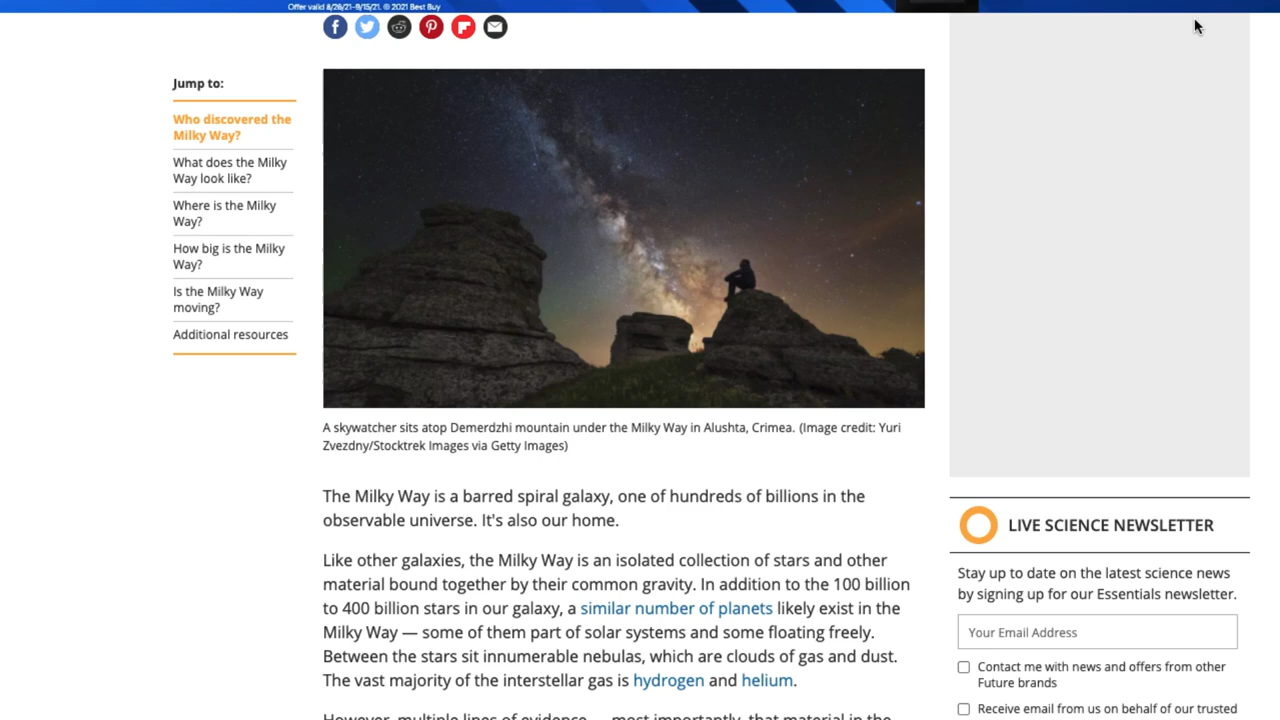 Offer valid 8/26/21-9/15/21. © 2021 Best Buy
Jump to:
Who discovered the
Milky Way?
What does the Milky
Way look like?
Where is the Milky
Way?
How big is the Milky
Way?
Is the Milky Way
moving?
Additional resources
A skywatcher sits atop Demerdzhi mountain under the Milky Way in Alushta, Crimea. (Image credit: Yuri
Zvezdny/Stocktrek Images via Getty Images)
The Milky Way is a barred spiral galaxy, one of hundreds of billions in the
observable universe. It's also our home.
Like other galaxies, the Milky Way is an isolated collection of stars and other
material bound together by their common gravity. In addition to the 100 billion
to 400 billion stars in our galaxy, a similar number of planets likely exist in the
Milky Way — some of them part of solar systems and some floating freely.
Between the stars sit innumerable nebulas, which are clouds of gas and dust.
The vast majority of the interstellar gas is hydrogen and helium.
However, multiple lines of evidence — most importantly, that material in the
LIVE SCIENCE NEWSLETTER
Stay up to date on the latest science news
by signing up for our Essentials newsletter.
Your Email Address
Contact me with news and offers from other
Future brands
Receive email from us on behalf of our trusted